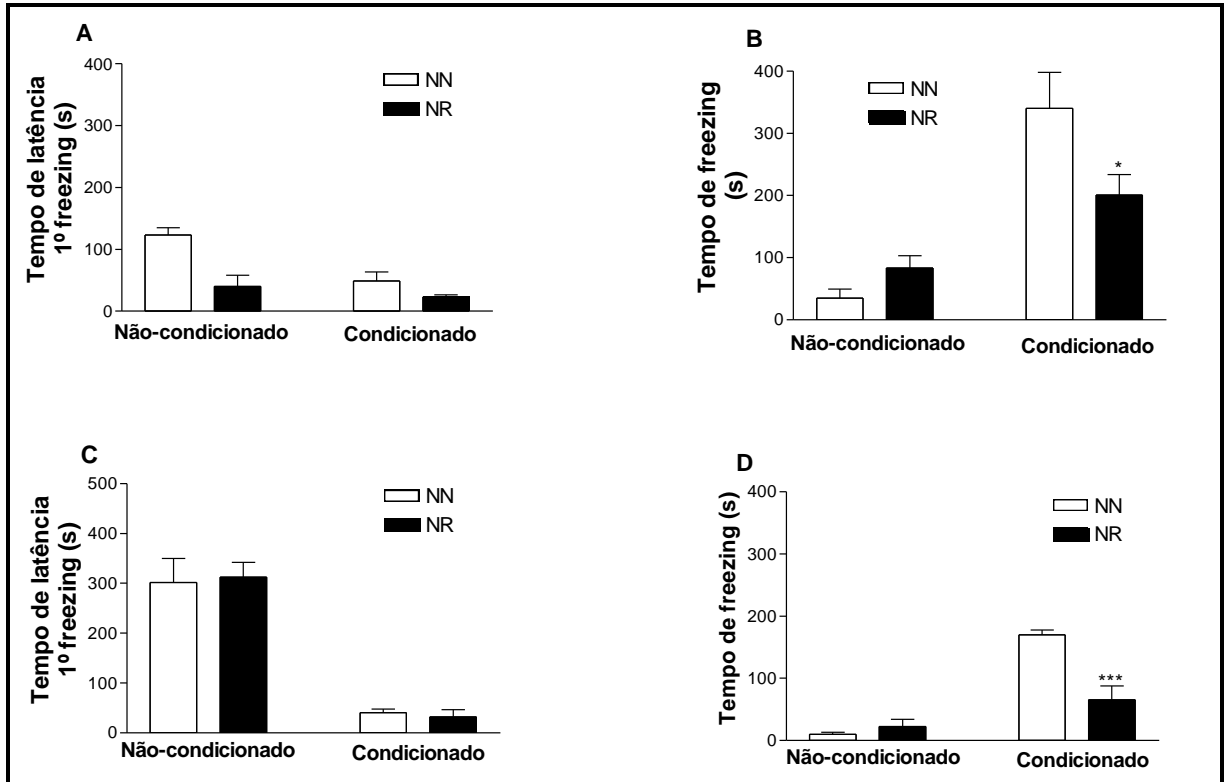 A
Tempo de latência
1º freezing (s)
400
300
200
100
0
NN
NR
Não-condicionado
Condicionado
B
Tempo de freezing
(s)
400
300
200
100
0
NN
NR
*
Não-condicionado
Condicionado
C
Tempo de latência
1º freezing (s)
500
400
300
200
100
0
NN
NR
Não-condicionado
Condicionado
D
Tempo de freezing (s)
400
300
200
100
0
NN
NR
***
Não-condicionado
Condicionado